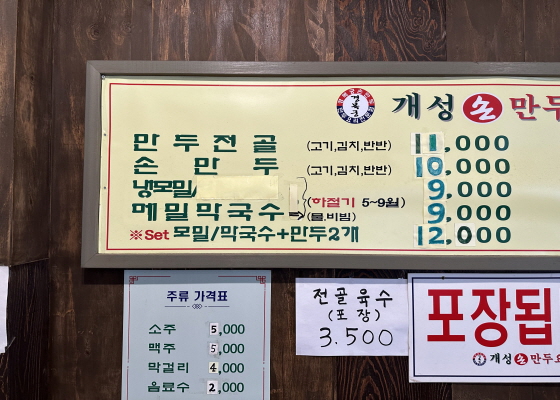 개성 손 만두
만두전골 (고기,김치,반반) 11,000
손만두 (고기,김치,반반) 10,000
냉모밀/ 9,000
(하절기 5~9월)
메밀막국수 (물.비빔) 9,000
※Set 모밀/막국수+만두2개 12,000
주류 가격표
소주 5,000
맥주 5,000
막걸리 4,000
음료수 2,000
전골육수
(포장)
3.500
포장됩
개성 손 만두